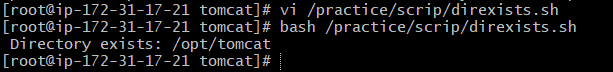 [root@ip-172-31-17-21 tomcat]# vi /practice/scrip/direxists.sh
[root@ip-172-31-17-21 tomcat]# bash /practice/scrip/direxists.sh
 Directory exists: /opt/tomcat
[root@ip-172-31-17-21 tomcat]#